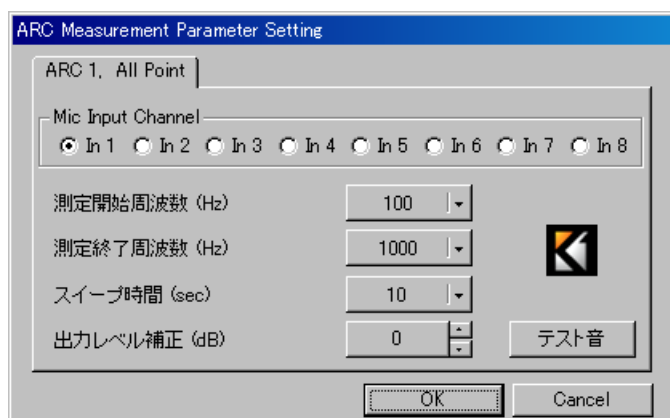 ARC Measurement Parameter Setting
ARC 1, All Point
Mic Input Channel
In 1 In 2 In 3 In 4 In 5 In 6 In 7 In 8
測定開始周波数 (Hz) 100
測定終了周波数 (Hz) 1000
スイープ時間 (sec) 10
出力レベル補正 (dB) 0 テスト音
OK Cancel